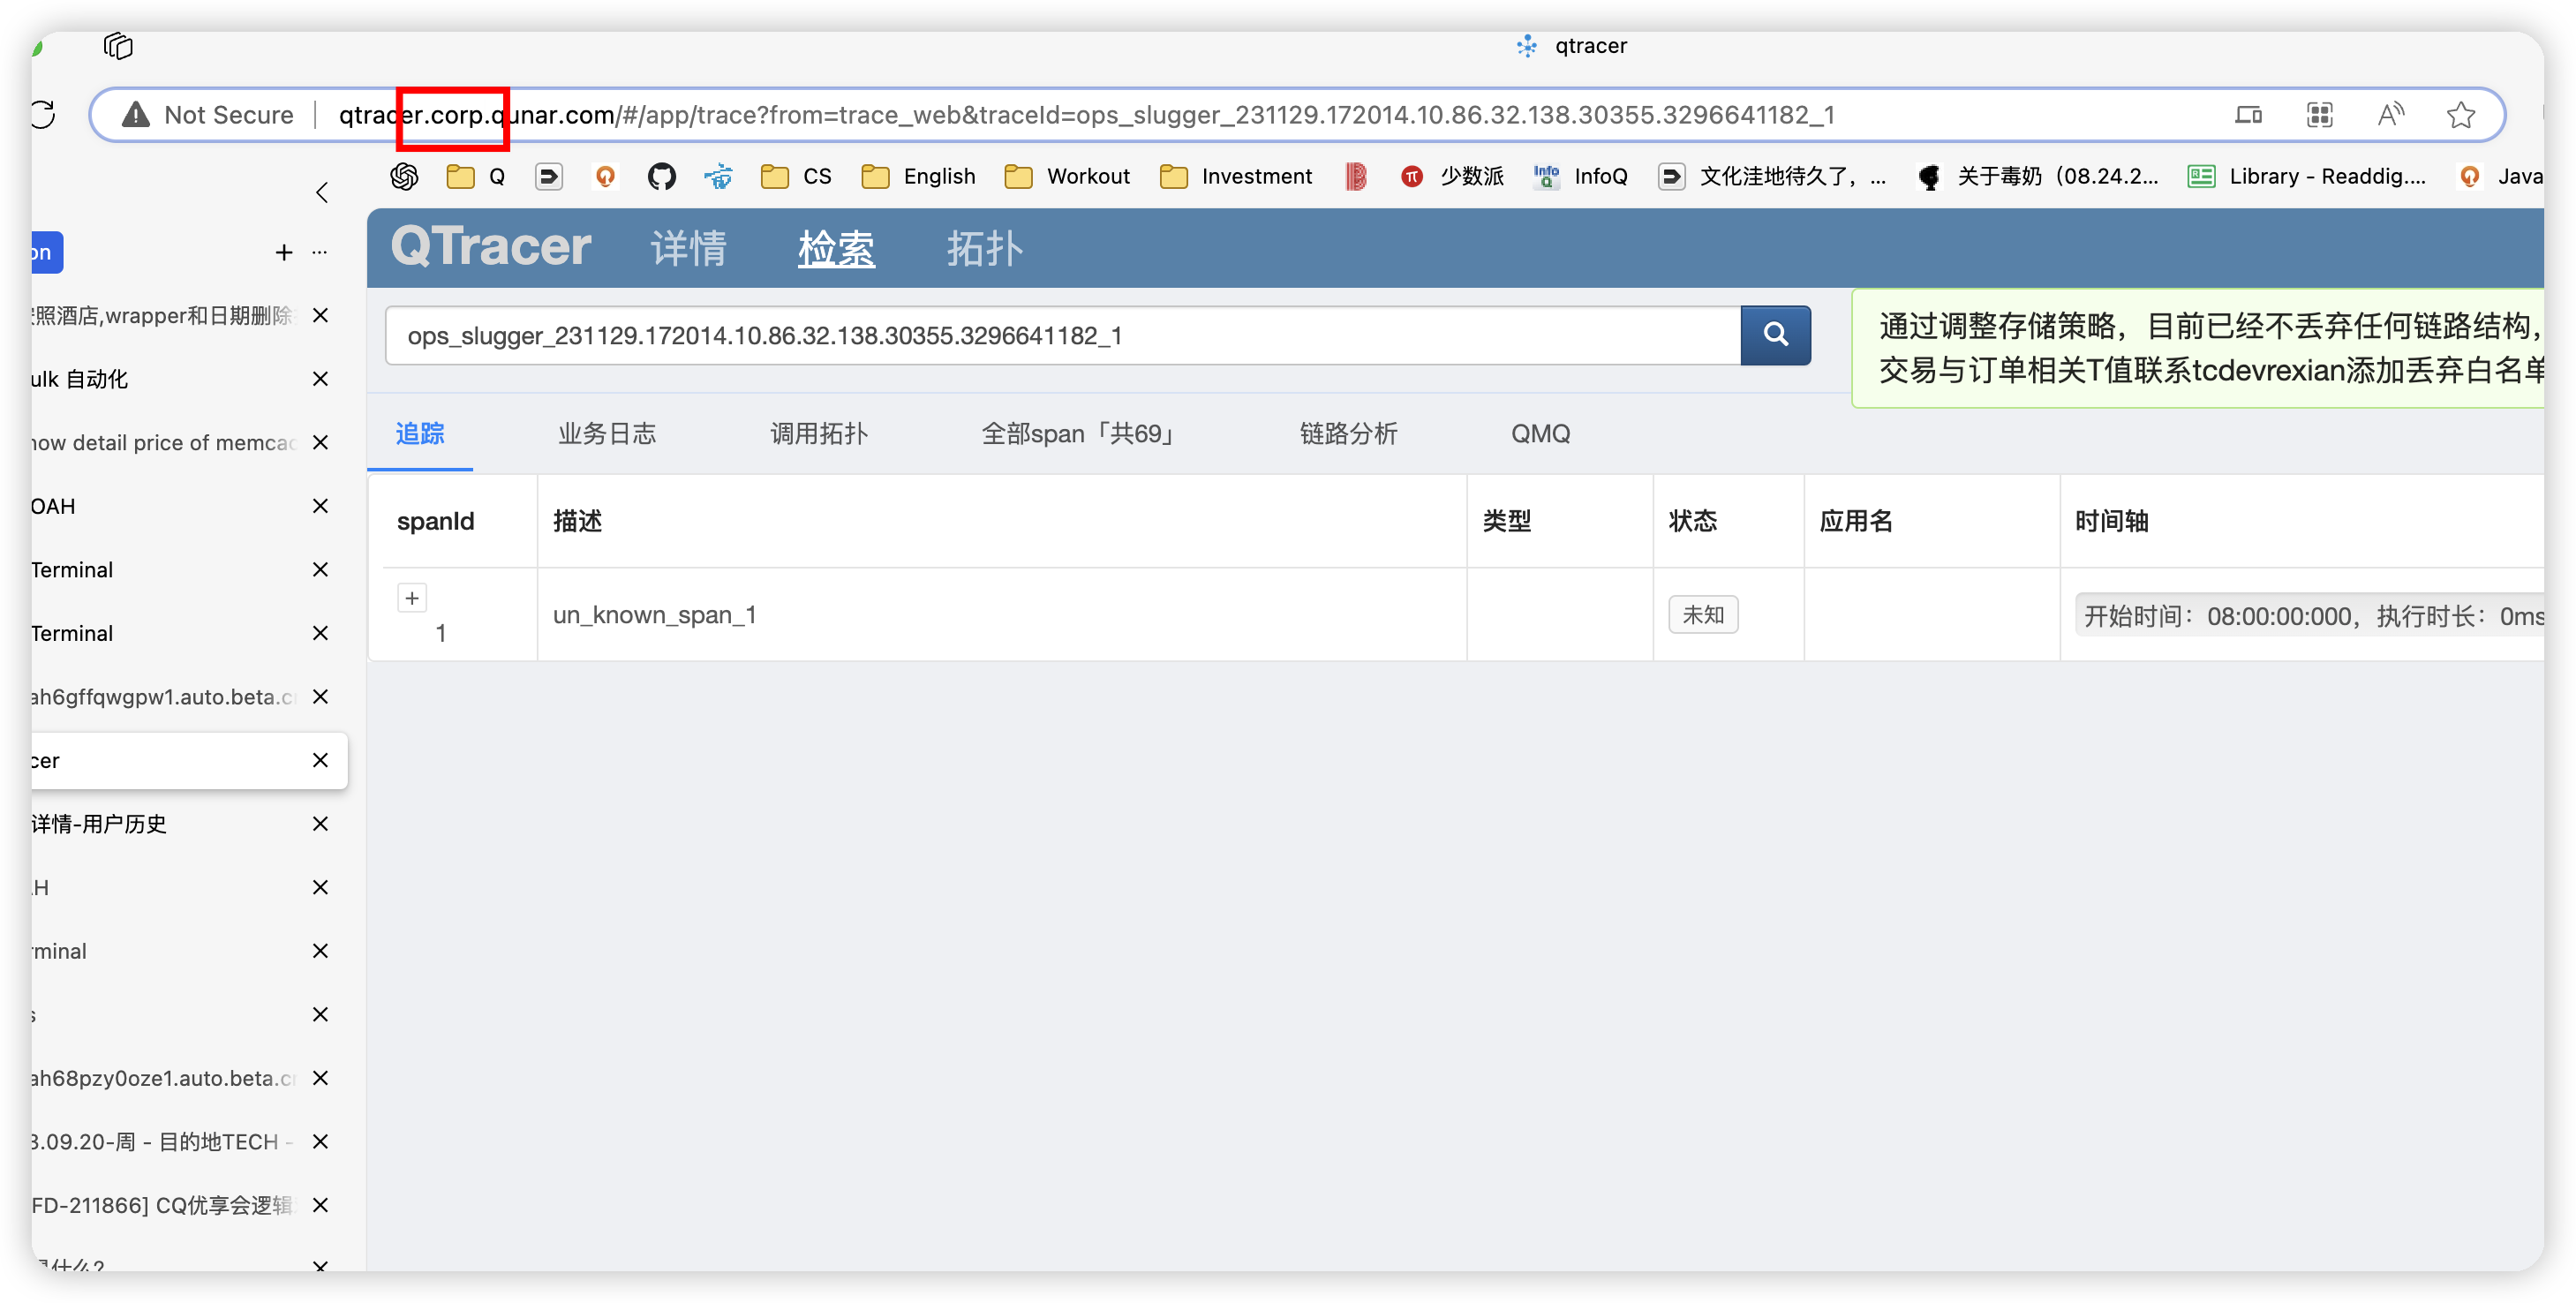 qtracer
Not Secure
qtracer.corp.qunar.com/#/app/trace?from=trace_web&traceId=ops_slugger_231129.172014.10.86.32.138.30355.3296641182_1
Q
CS
English
Workout
Investment
少数派
InfoQ
文化洼地待久了，...
关于毒奶（08.24.2...
Library - Readdig....
Java
on
照酒店,wrapper和日期删除
ulk 自动化
how detail price of memcac
OAH
Terminal
Terminal
ah6gffqwgpw1.auto.beta.c
cer
详情-用户历史
.H
rminal
s
ah68pzy0oze1.auto.beta.c
3.09.20-周 - 目的地TECH -
FD-211866] CQ优享会逻辑
是什么?
QTracer
详情
检索
拓扑
ops_slugger_231129.172014.10.86.32.138.30355.3296641182_1
通过调整存储策略，目前已经不丢弃任何链路结构，
交易与订单相关T值联系tcdevrexian添加丢弃白名单
追踪
业务日志
调用拓扑
全部span「共69」
链路分析
QMQ
spanId
描述
类型
状态
应用名
时间轴
1
un_known_span_1
未知
开始时间：08:00:00:000，执行时长：0ms